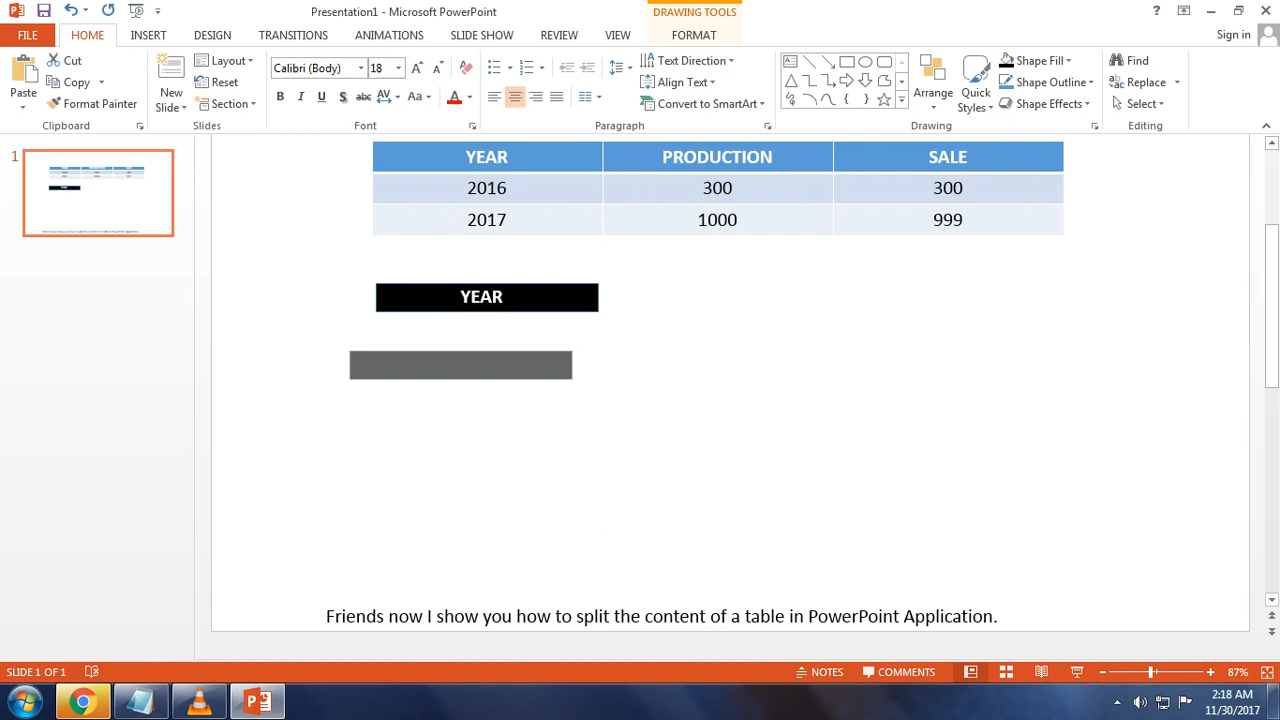 Presentation1 - Microsoft PowerPoint
DRAWING TOOLS
?
FILE
HOME
INSERT
DESIGN
TRANSITIONS
ANIMATIONS
SLIDE SHOW
REVIEW
VIEW
FORMAT
Sign in
Paste
Cut
Copy
Format Painter
Clipboard
New
Slide
Layout
Reset
Section
Slides
Calibri (Body)
18
B I U S abc AV Aa A
Font
Text Direction
Align Text
Convert to SmartArt
Paragraph
Arrange
Quick
Styles
Shape Fill
Shape Outline
Shape Effects
Drawing
Find
Replace
Select
Editing
1
YEAR PRODUCTION SALE
2016 300 300
2017 1000 999
YEAR
Friends now I show you how to split the content of a table in PowerPoint Application.
SLIDE 1 OF 1
NOTES
COMMENTS
87%
2:18 AM
11/30/2017